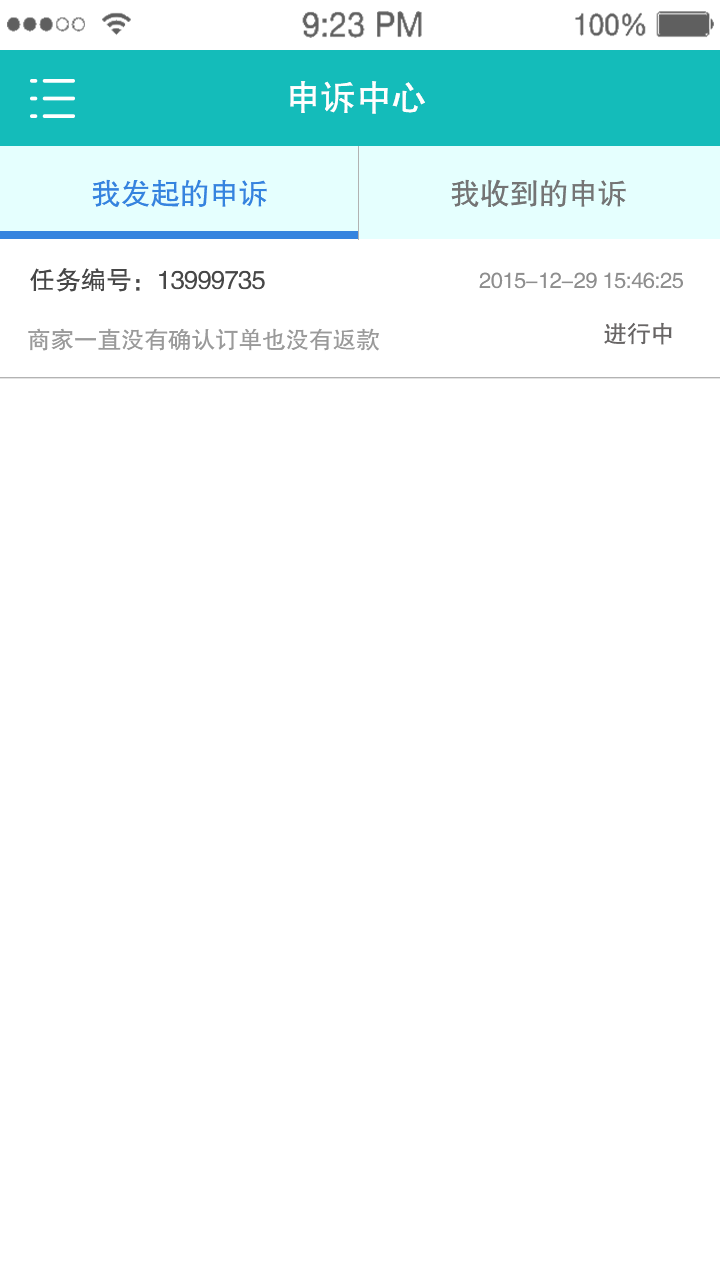 9:23 PM 100%
申诉中心
我发起的申诉 我收到的申诉
任务编号：13999735 2015-12-29 15:46:25
商家一直没有确认订单也没有返款 进行中